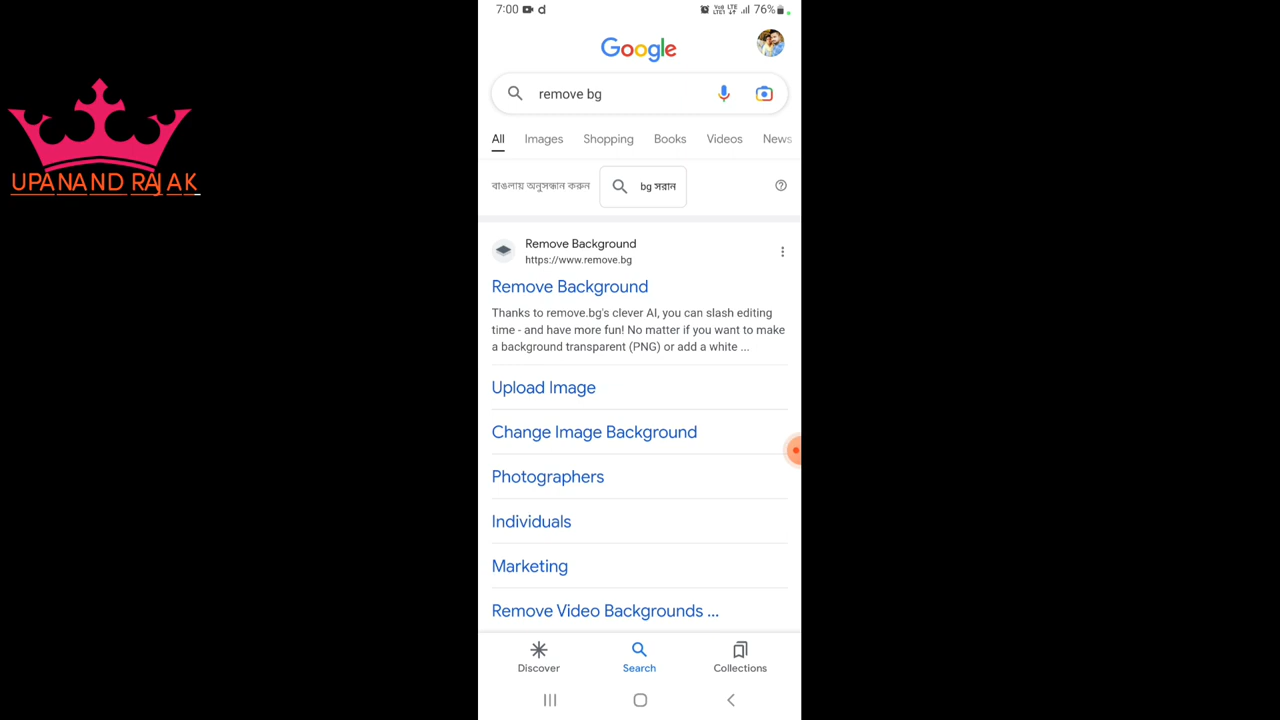 7:00 d VoLTE1 LTE 76%
Google
UPANAND RAJAK
remove bg
All Images Shopping Books Videos News
বাঙলায় অনুসন্ধান করুন bg সরান
Remove Background
https://www.remove.bg
Remove Background
Thanks to remove.bg's clever AI, you can slash editing
time - and have more fun! No matter if you want to make
a background transparent (PNG) or add a white ...
Upload Image
Change Image Background
Photographers
Individuals
Marketing
Remove Video Backgrounds ...
Discover Search Collections